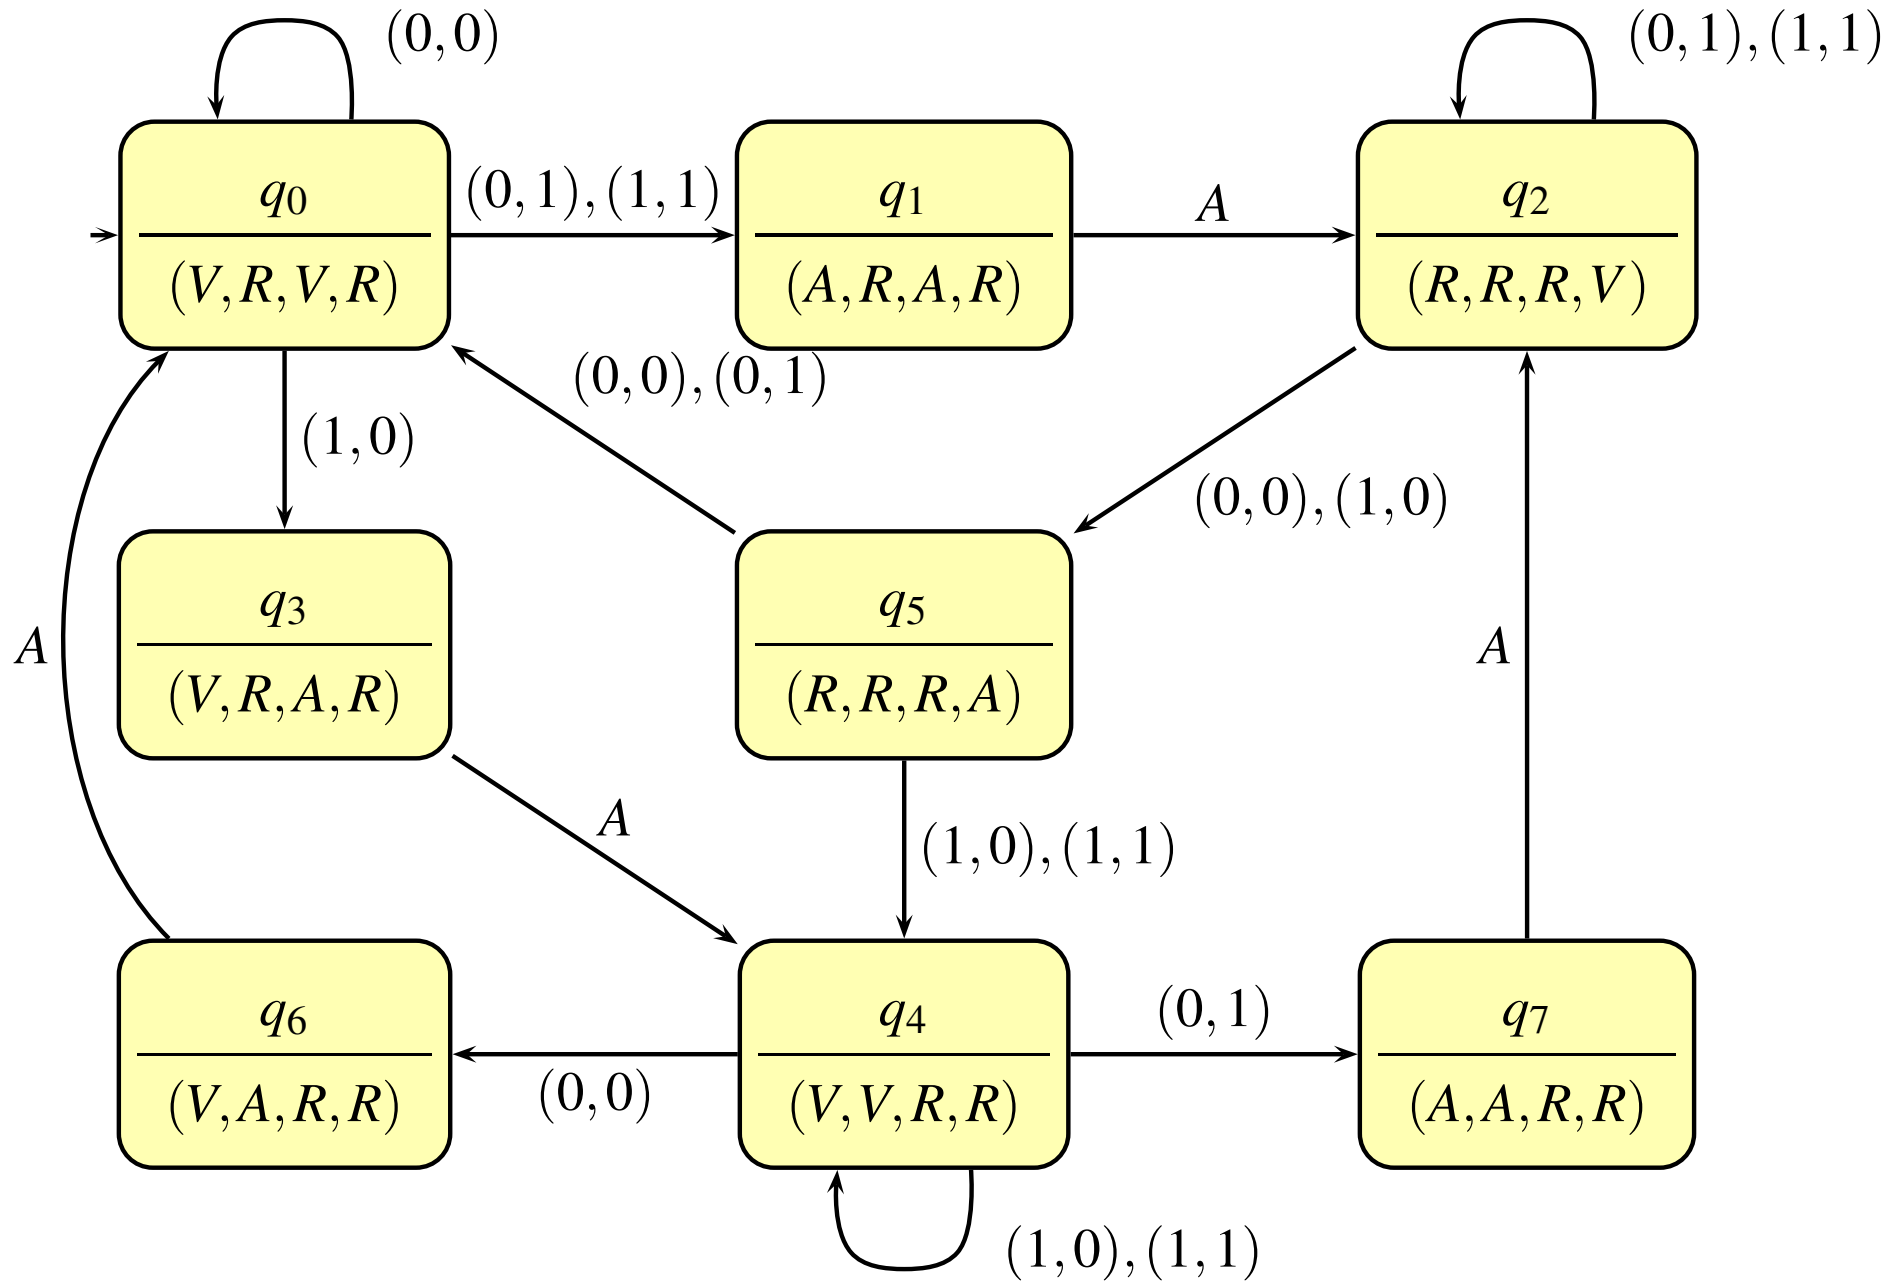 (0,0)
(0,1),(1,1)
q0
(V,R,V,R)
(0,1),(1,1)
q1
(A,R,A,R)
A
q2
(R,R,R,V)
(0,0),(0,1)
(1,0)
(0,0),(1,0)
A
q3
(V,R,A,R)
q5
(R,R,R,A)
A
A
(1,0),(1,1)
q6
(V,A,R,R)
(0,0)
q4
(V,V,R,R)
(0,1)
q7
(A,A,R,R)
(1,0),(1,1)